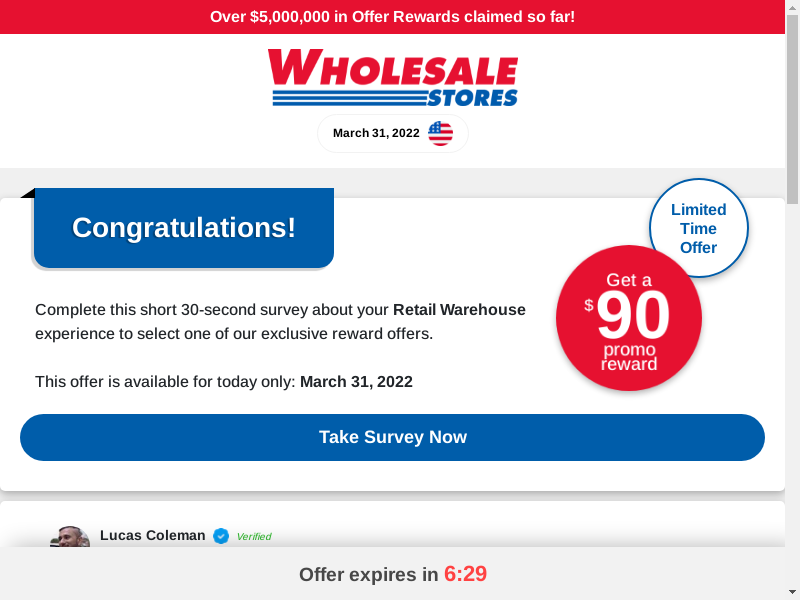 Over $5,000,000 in Offer Rewards claimed so far!
WHOLESALE
STORES
March 31, 2022
Congratulations!
Limited
Time
Offer
Get a
$90
promo
reward
Complete this short 30-second survey about your Retail Warehouse
experience to select one of our exclusive reward offers.
This offer is available for today only: March 31, 2022
Take Survey Now
Lucas Coleman Verified
Offer expires in 6:29